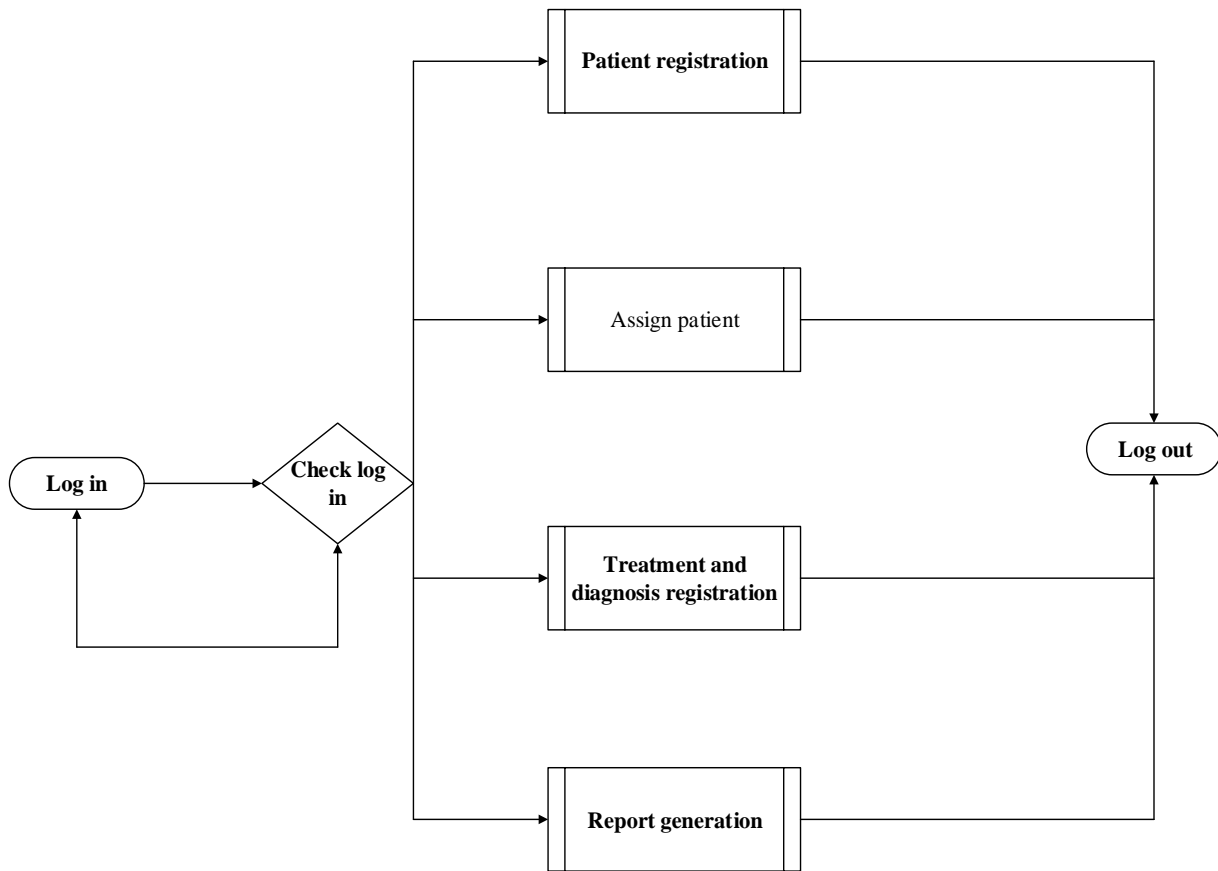 Patient registration
Assign patient
Log in
Check log
in
Log out
Treatment and
diagnosis registration
Report generation